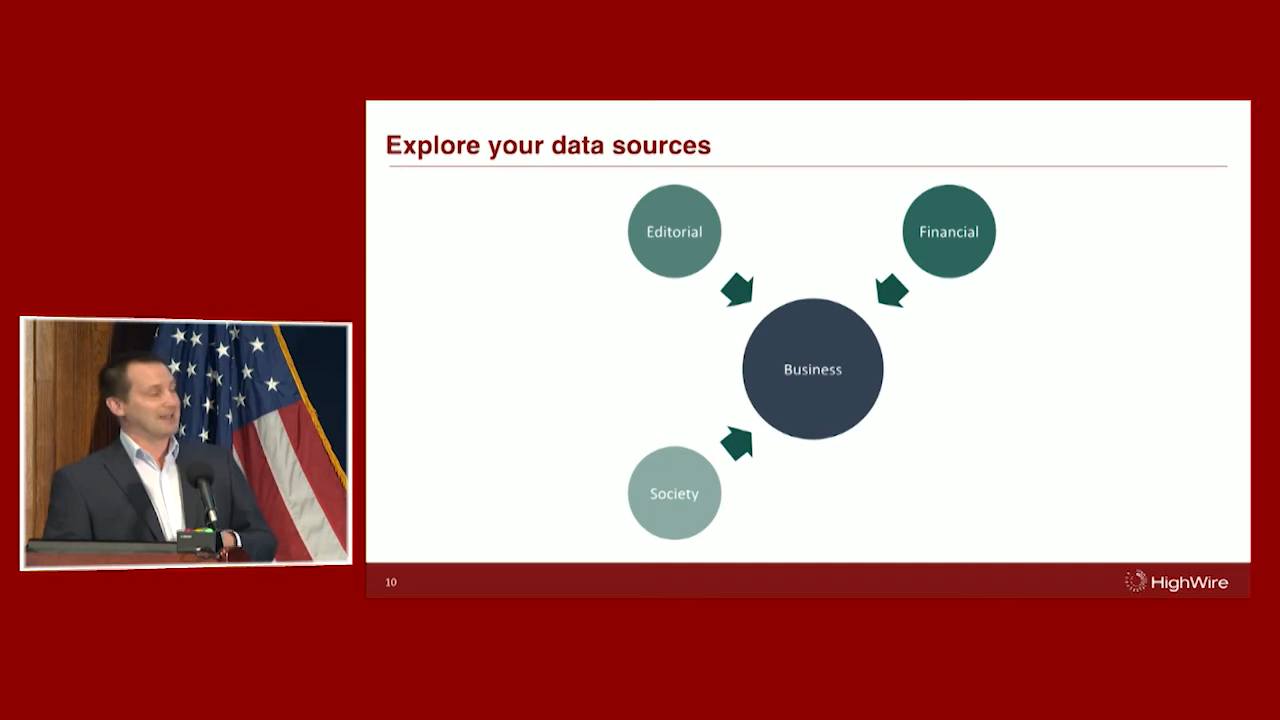 Explore your data sources
Editorial
Financial
Business
Society
10
HighWire